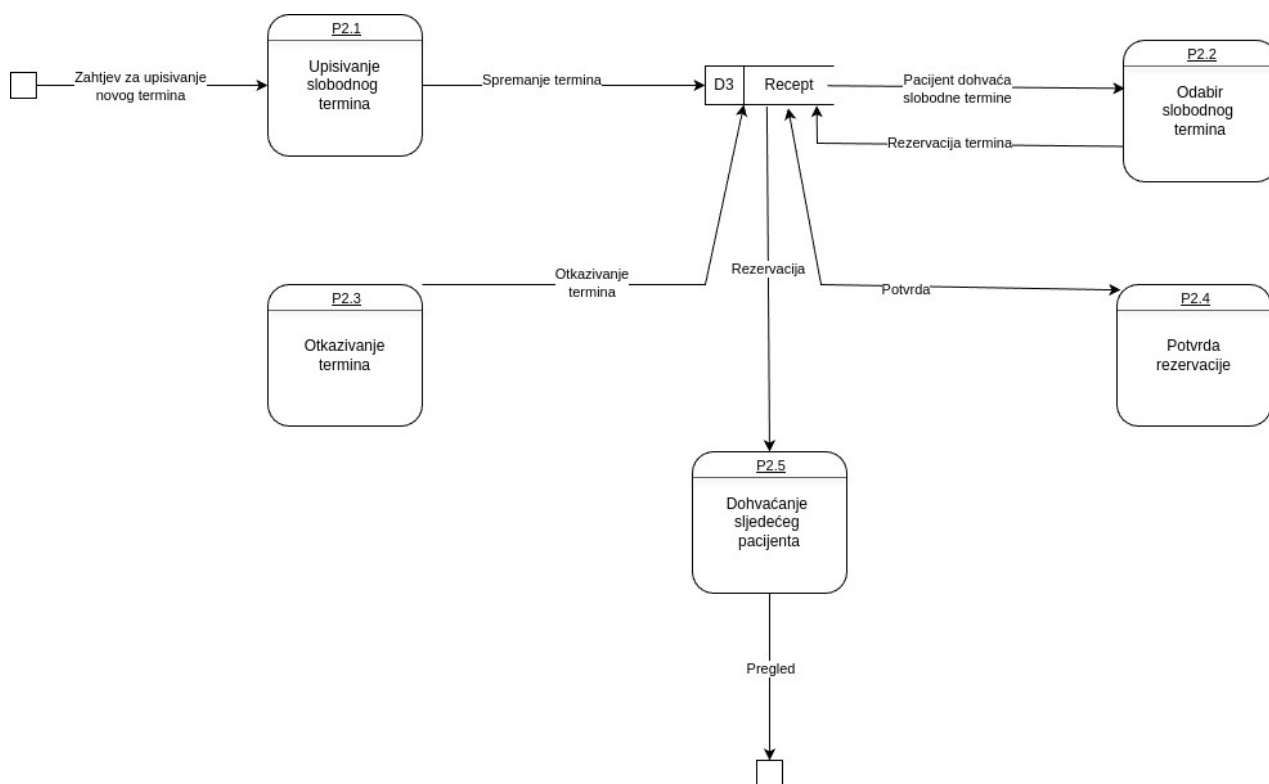 P2.1
Upisivanje
slobodnog
termina
Zahtjev za upisivanje
novog termina
Spremanje termina
D3
Recept
Pacijent dohvaća
slobodne termine
Rezervacija termina
P2.2
Odabir
slobodnog
termina
P2.3
Otkazivanje
termina
Otkazivanje
termina
Rezervacija
Potvrda
P2.4
Potvrda
rezervacije
P2.5
Dohvaćanje
sljedećeg
pacijenta
Pregled